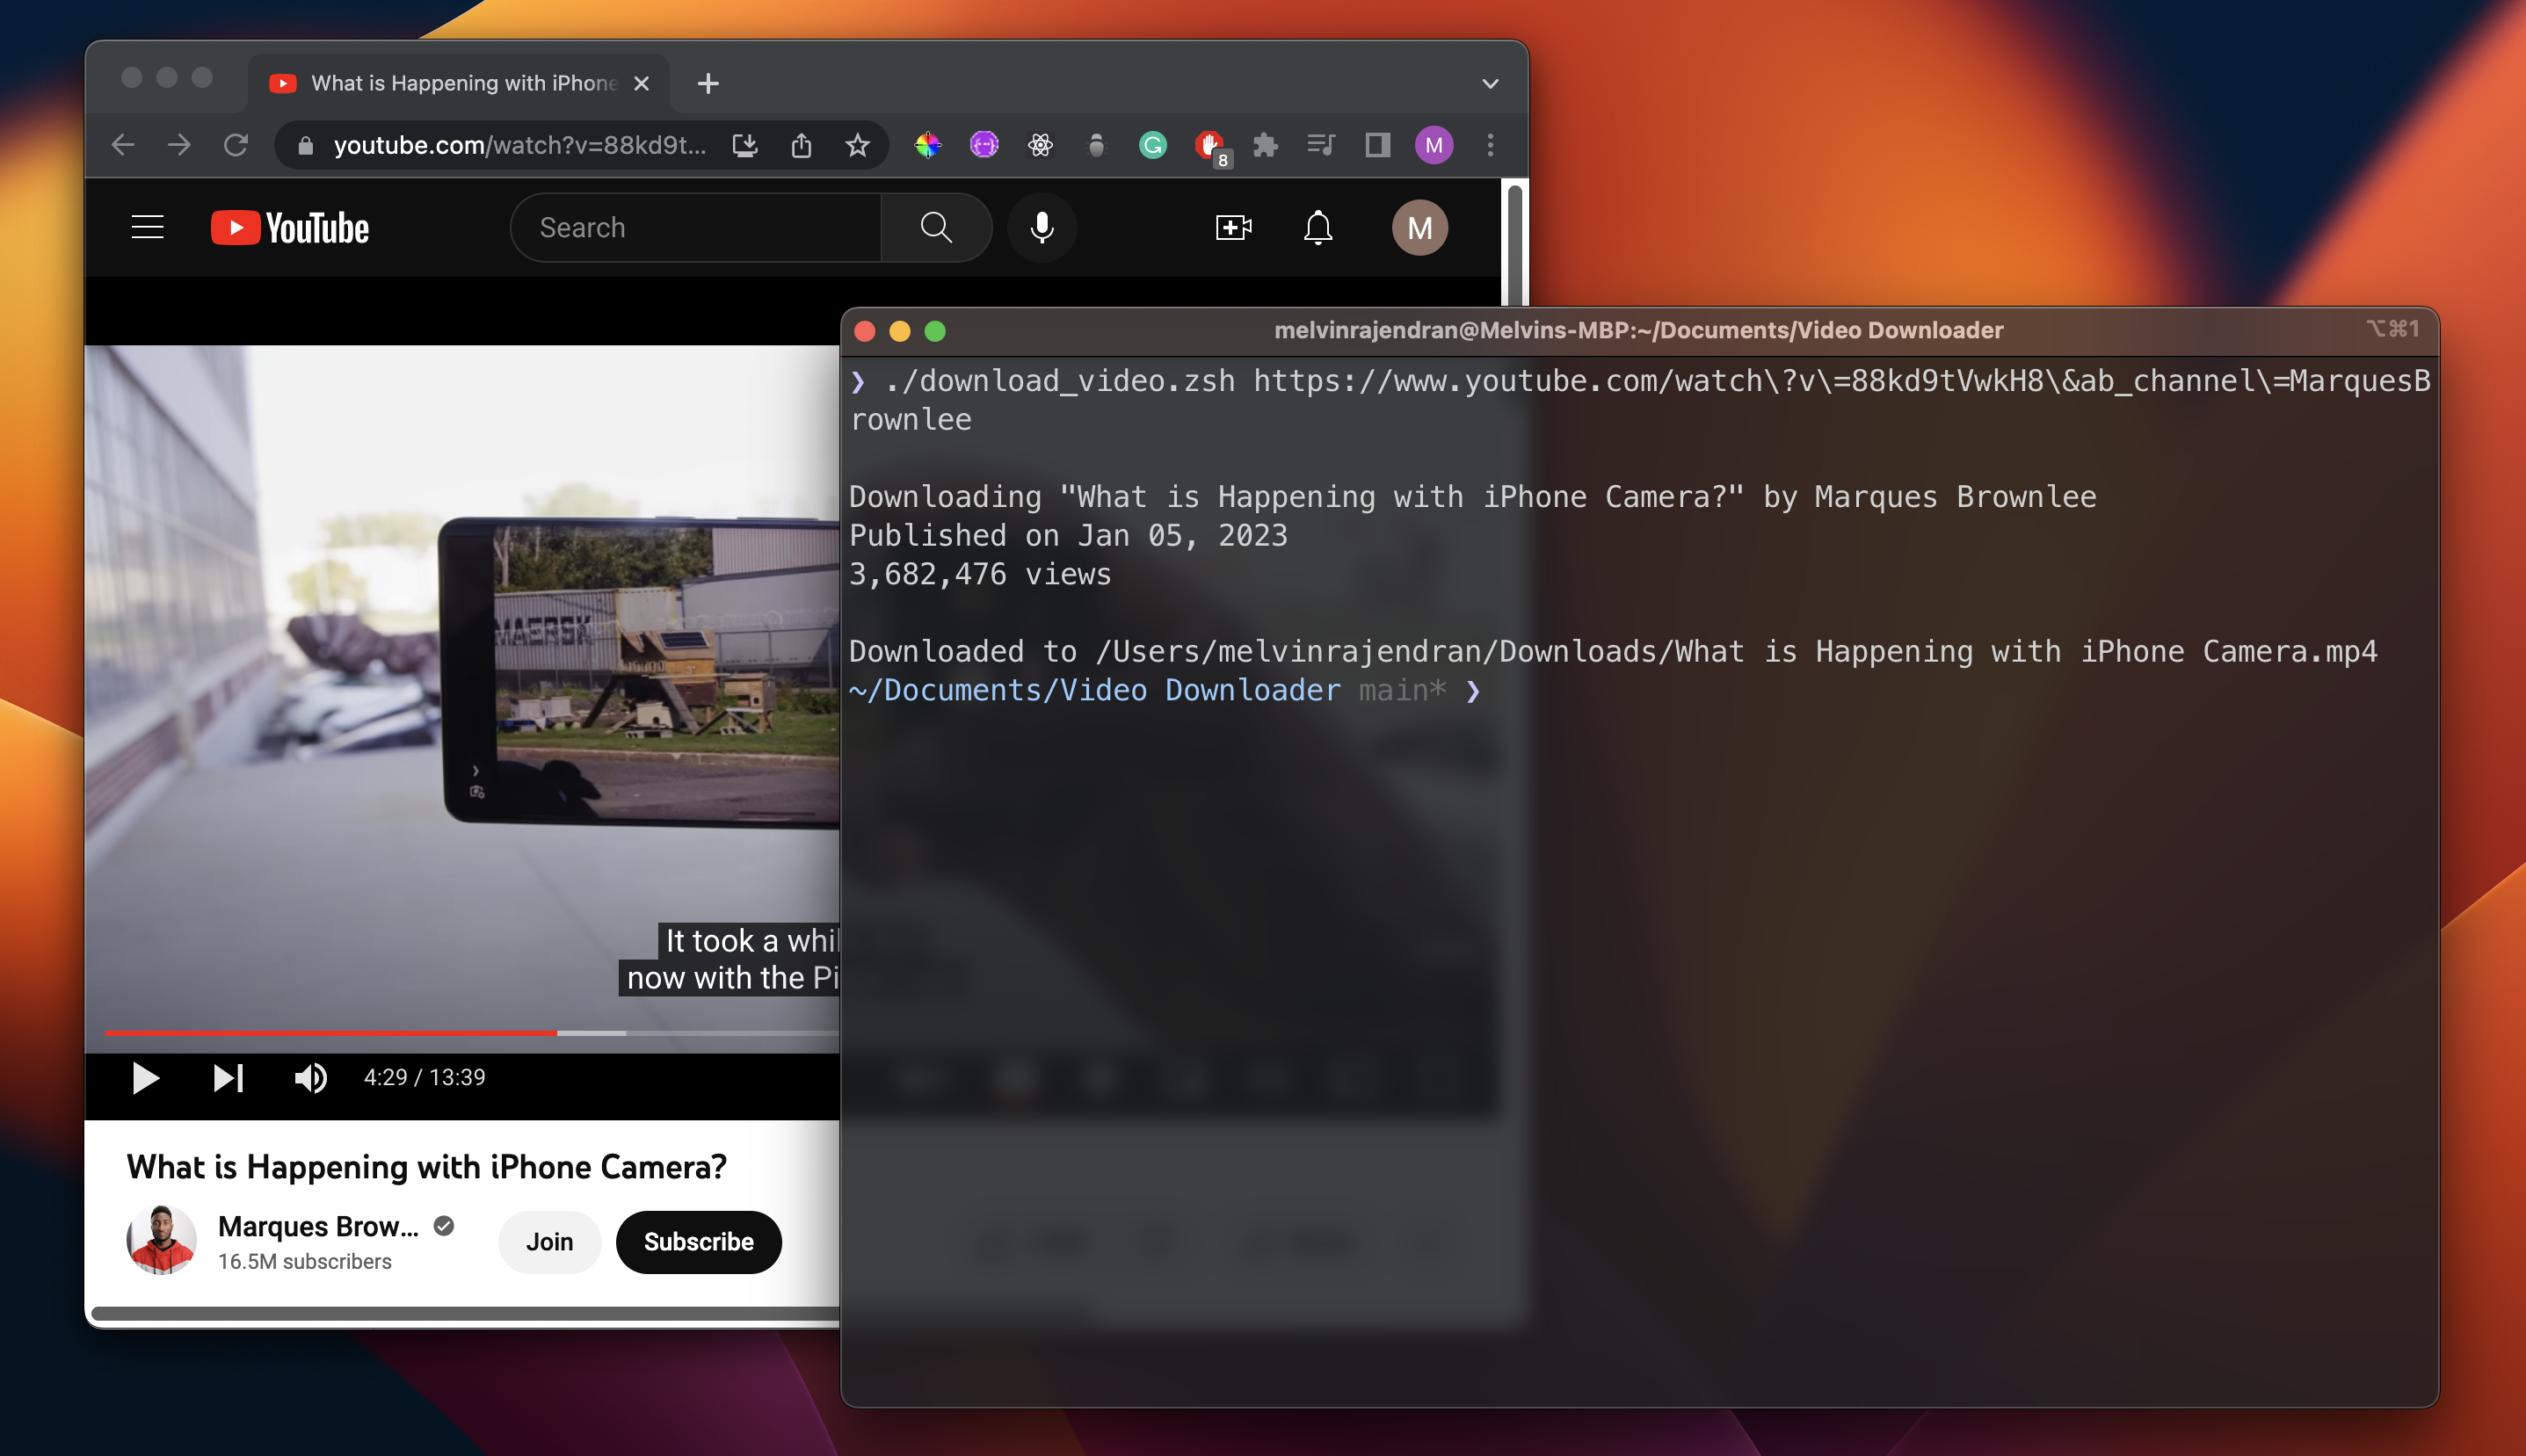 What is Happening with iPhone
youtube.com/watch?v=88kd9t...
8
M
YouTube
Search
M
melvinrajendran@Melvins-MBP:~/Documents/Video Downloader
⌥⌘1
❯ ./download_video.zsh https://www.youtube.com/watch\?v\=88kd9tVwkH8\&ab_channel\=MarquesB
rownlee
Downloading "What is Happening with iPhone Camera?" by Marques Brownlee
Published on Jan 05, 2023
3,682,476 views
Downloaded to /Users/melvinrajendran/Downloads/What is Happening with iPhone Camera.mp4
~/Documents/Video Downloader main* ❯
MAERSK
It took a whil
now with the Pi
4:29 / 13:39
What is Happening with iPhone Camera?
Marques Brow...
16.5M subscribers
Join
Subscribe